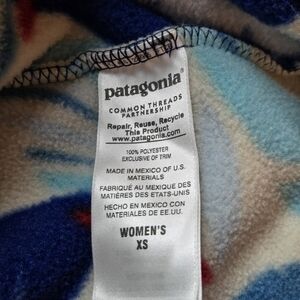 patagonia®
COMMON THREADS
PARTNERSHIP
Repair, Reuse, Recycle
This Product
www.patagonia.com
100% POLYESTER
EXCLUSIVE OF TRIM
MADE IN MEXICO OF U.S.
MATERIALS
FABRIQUÉ AU MEXIQUE DES
MATIÈRES DES ETATS-UNIS
HECHO EN MEXICO CON
MATERIALES DE EE.UU.
WOMEN'S
XS